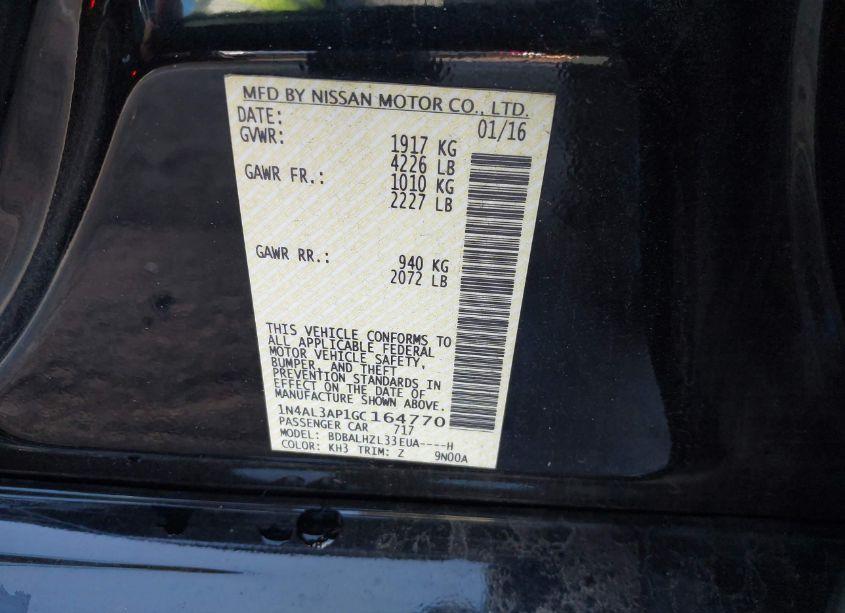 MFD BY NISSAN MOTOR CO., LTD.
DATE: 01/16
GVWR: 1917 KG
4226 LB
GAWR FR.: 1010 KG
2227 LB
GAWR RR.: 940 KG
2072 LB
THIS VEHICLE CONFORMS TO
ALL APPLICABLE FEDERAL
MOTOR VEHICLE SAFETY,
BUMPER, AND THEFT
PREVENTION STANDARDS IN
EFFECT ON THE DATE OF
MANUFACTURE SHOWN ABOVE.
1N4AL3AP1GC164770
PASSENGER CAR 717
MODEL: BDBALHZL33EUA----H
COLOR: KH3 TRIM: Z 9N00A